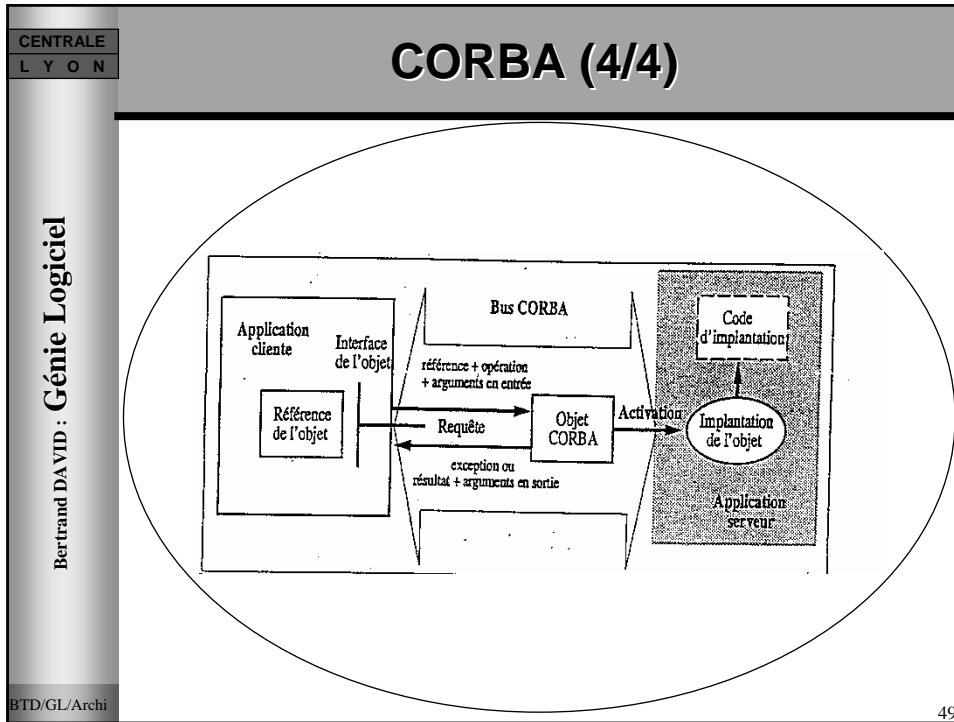 CENTRALE
L Y O N
CORBA (4/4)
Bertrand DAVID : Génie Logiciel
Bus CORBA
Application
cliente
Interface
de l'objet
Référence
de l'objet
référence + opération
+ arguments en entrée
Requête
exception ou
résultat + arguments en sortie
Objet
CORBA
Activation
Code
d'implantation
Implantation
de l'objet
Application
serveur
BTD/GL/Archi
49